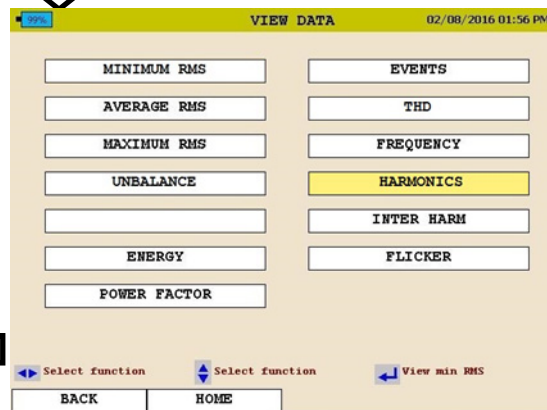 99% VIEW DATA 02/08/2016 01:56 PM
MINIMUM RMS EVENTS
AVERAGE RMS THD
MAXIMUM RMS FREQUENCY
UNBALANCE HARMONICS
INTER HARM
ENERGY FLICKER
POWER FACTOR
Select function Select function View min RMS
BACK HOME